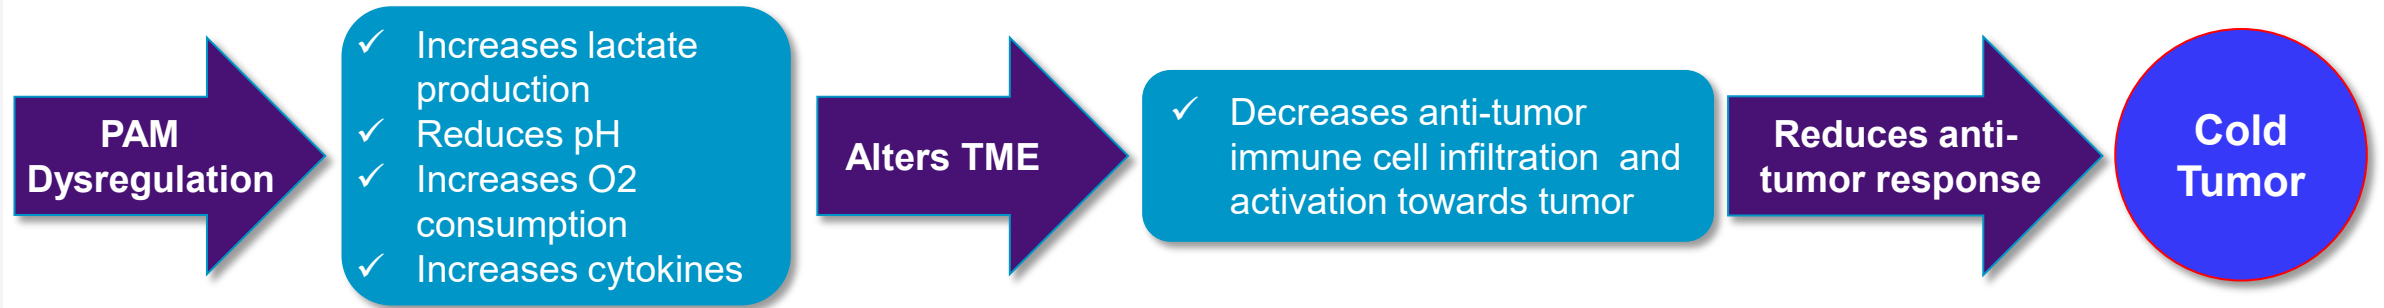 PAM
Dysregulation
✓ Increases lactate
production
✓ Reduces pH
✓ Increases O2
consumption
✓ Increases cytokines
Alters TME
✓ Decreases anti-tumor
immune cell infiltration and
activation towards tumor
Reduces anti-
tumor response
Cold
Tumor